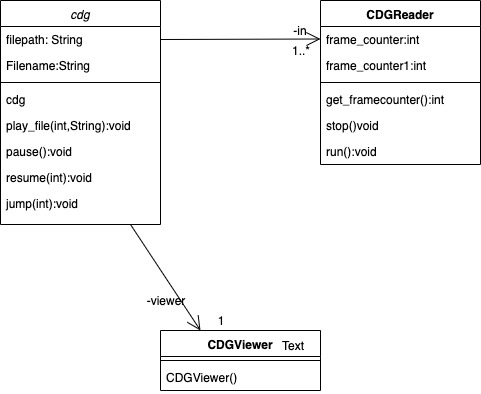 cdg
filepath: String
Filename:String
cdg
play_file(int,String):void
pause():void
resume(int):void
jump(int):void
-in
1..*
CDGReader
frame_counter:int
frame_counter1:int
get_framecounter():int
stop()void
run():void
-viewer
1
CDGViewer Text
CDGViewer()